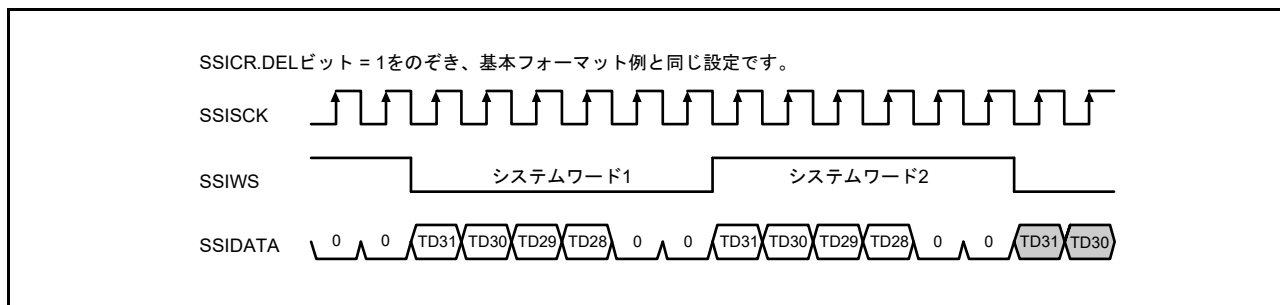 SSICR.DELビット = 1をのぞき、基本フォーマット例と同じ設定です。
SSISCK
SSIWS システムワード1 システムワード2
SSIDATA 0 0 TD31 TD30 TD29 TD28 0 0 TD31 TD30 TD29 TD28 0 0 TD31 TD30